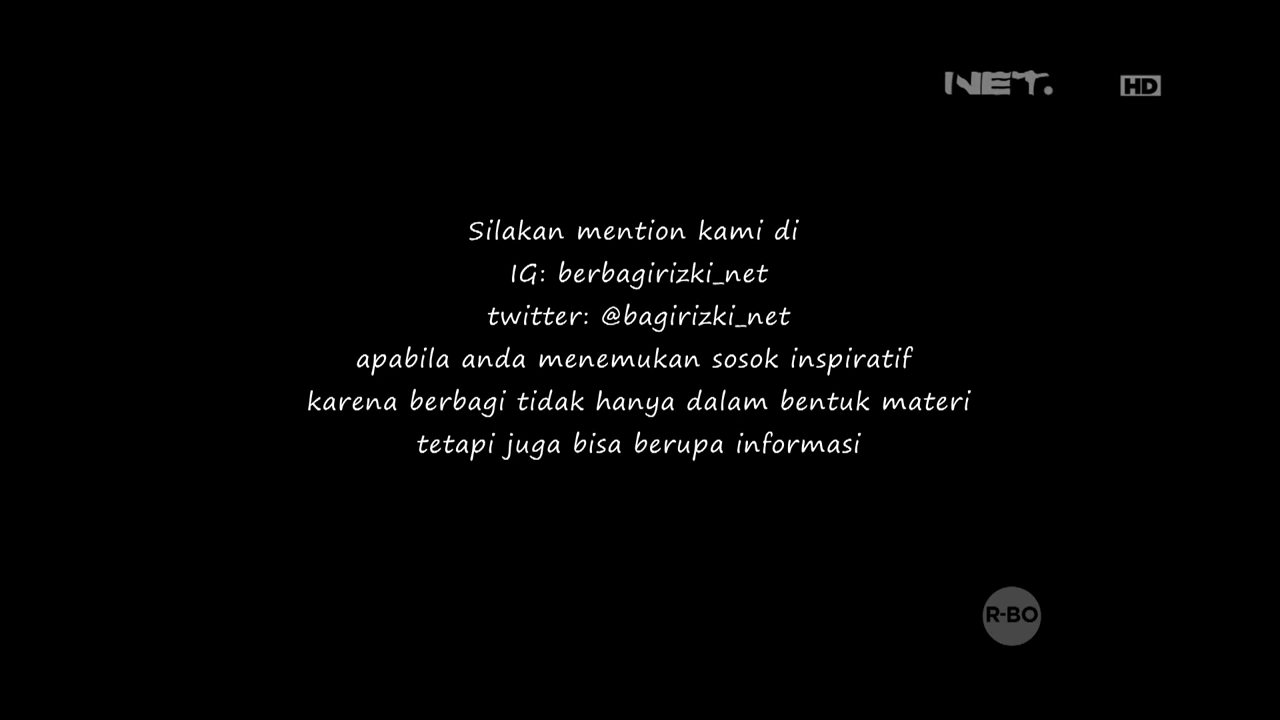 NET.
HD
Silakan mention kami di
IG: berbagirizki_net
twitter: @bagirizki_net
apabila anda menemukan sosok inspiratif
karena berbagi tidak hanya dalam bentuk materi
tetapi juga bisa berupa informasi
R-BO